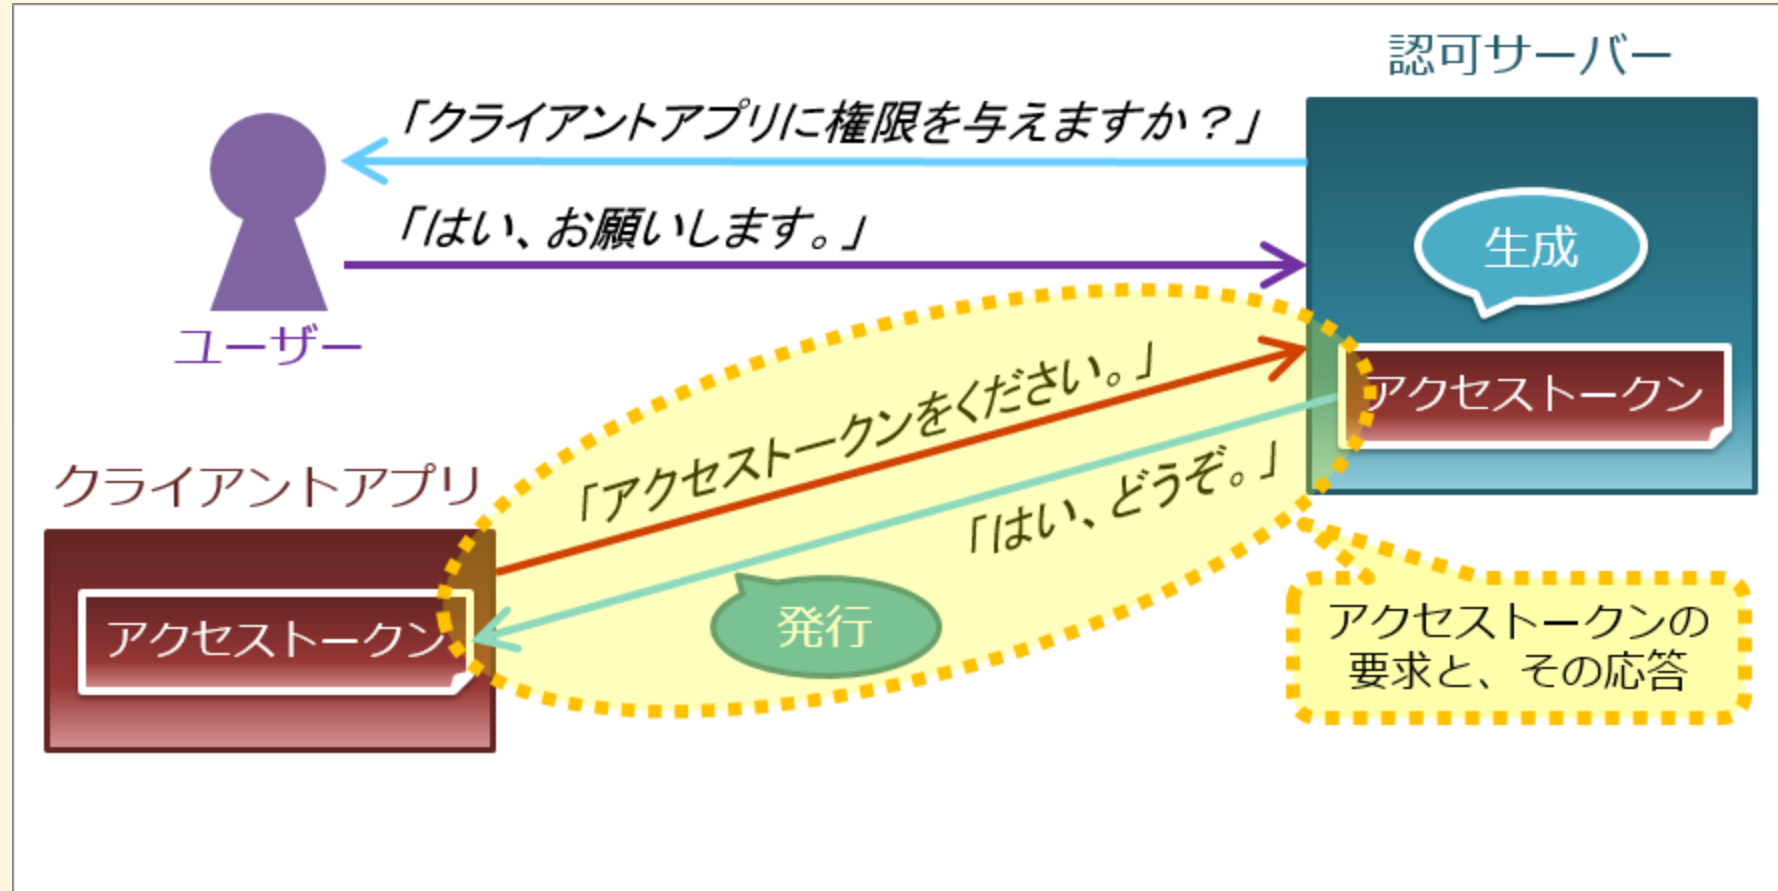 認可サーバー
「クライアントアプリに権限を与えますか？」
「はい、お願いします。」
生成
ユーザー
「アクセストークンをください。」
アクセストークン
「はい、どうぞ。」
クライアントアプリ
アクセストークン
発行
アクセストークンの
要求と、その応答